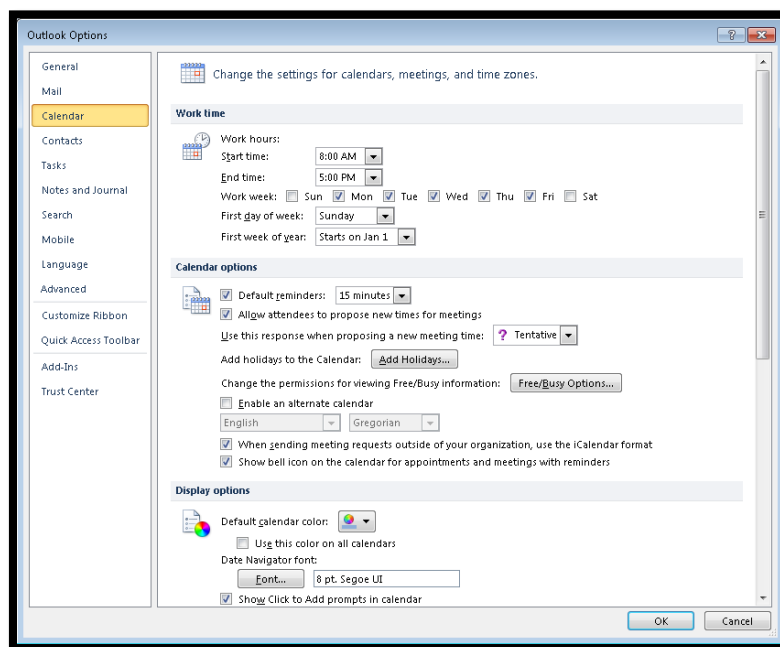 Outlook Options
General
Mail
Calendar
Contacts
Tasks
Notes and Journal
Search
Mobile
Language
Advanced
Customize Ribbon
Quick Access Toolbar
Add-Ins
Trust Center
Change the settings for calendars, meetings, and time zones.
Work time
Work hours:
Start time: 8:00 AM
End time: 5:00 PM
Work week: Sun Mon Tue Wed Thu Fri Sat
First day of week: Sunday
First week of year: Starts on Jan 1
Calendar options
Default reminders: 15 minutes
Allow attendees to propose new times for meetings
Use this response when proposing a new meeting time: ? Tentative
Add holidays to the Calendar: Add Holidays...
Change the permissions for viewing Free/Busy information: Free/Busy Options...
Enable an alternate calendar
English Gregorian
When sending meeting requests outside of your organization, use the iCalendar format
Show bell icon on the calendar for appointments and meetings with reminders
Display options
Default calendar color:
Use this color on all calendars
Date Navigator font:
Font... 8 pt. Segoe UI
Show Click to Add prompts in calendar
OK Cancel